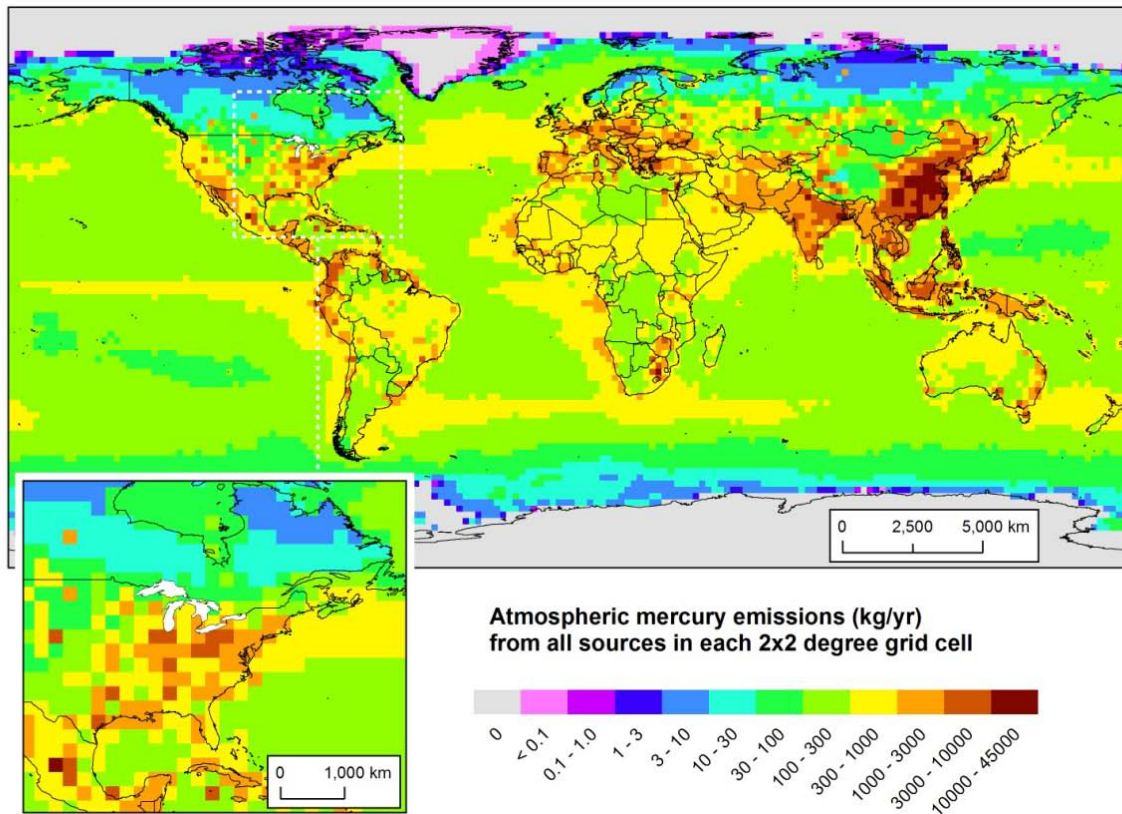 0 2,500 5,000 km
Atmospheric mercury emissions (kg/yr)
from all sources in each 2x2 degree grid cell
0
< 0.1
0.1 - 1.0
1 - 3
3 - 10
10 - 30
30 - 100
100 - 300
300 - 1000
1000 - 3000
3000 - 10000
10000 - 45000
0 1,000 km